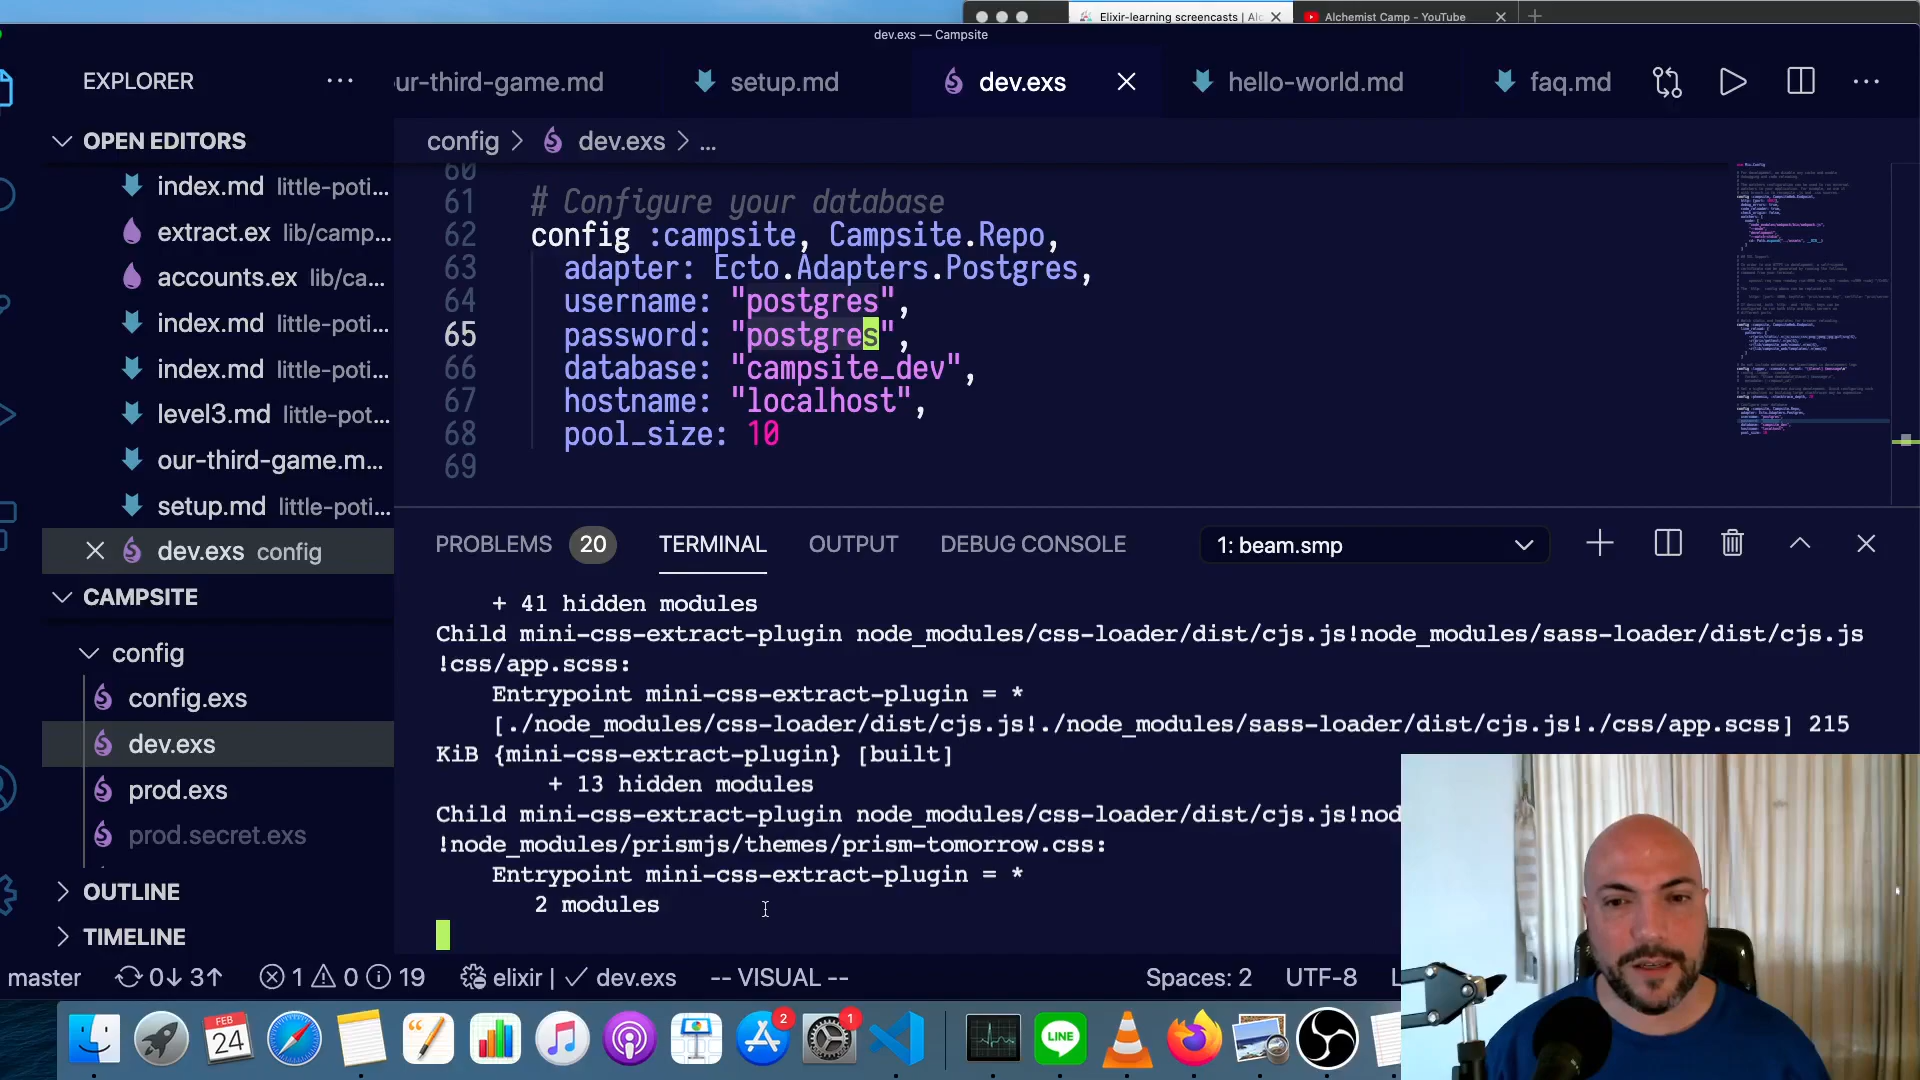 Elixir-learning screencasts | Al
Alchemist Camp - YouTube
dev.exs — Campsite
EXPLORER
our-third-game.md
setup.md
dev.exs
hello-world.md
faq.md
OPEN EDITORS
config > dev.exs > ...
index.md little-poti...
extract.ex lib/camp...
accounts.ex lib/ca...
index.md little-poti...
index.md little-poti...
level3.md little-pot...
our-third-game.m...
setup.md little-poti...
dev.exs config
60
61 # Configure your database
62 config :campsite, Campsite.Repo,
63 adapter: Ecto.Adapters.Postgres,
64 username: "postgres",
65 password: "postgres",
66 database: "campsite_dev",
67 hostname: "localhost",
68 pool_size: 10
69
CAMPSITE
config
config.exs
dev.exs
prod.exs
prod.secret.exs
OUTLINE
TIMELINE
PROBLEMS 20 TERMINAL OUTPUT DEBUG CONSOLE 1: beam.smp
+ 41 hidden modules
Child mini-css-extract-plugin node_modules/css-loader/dist/cjs.js!node_modules/sass-loader/dist/cjs.js
!css/app.scss:
Entrypoint mini-css-extract-plugin = *
[./node_modules/css-loader/dist/cjs.js!./node_modules/sass-loader/dist/cjs.js!./css/app.scss] 215
KiB {mini-css-extract-plugin} [built]
+ 13 hidden modules
Child mini-css-extract-plugin node_modules/css-loader/dist/cjs.js!nod
!node_modules/prismjs/themes/prism-tomorrow.css:
Entrypoint mini-css-extract-plugin = *
2 modules
master 0↓ 3↑ 1 0 19 elixir | ✓ dev.exs -- VISUAL -- Spaces: 2 UTF-8 L
FEB
24
LINE
2
1